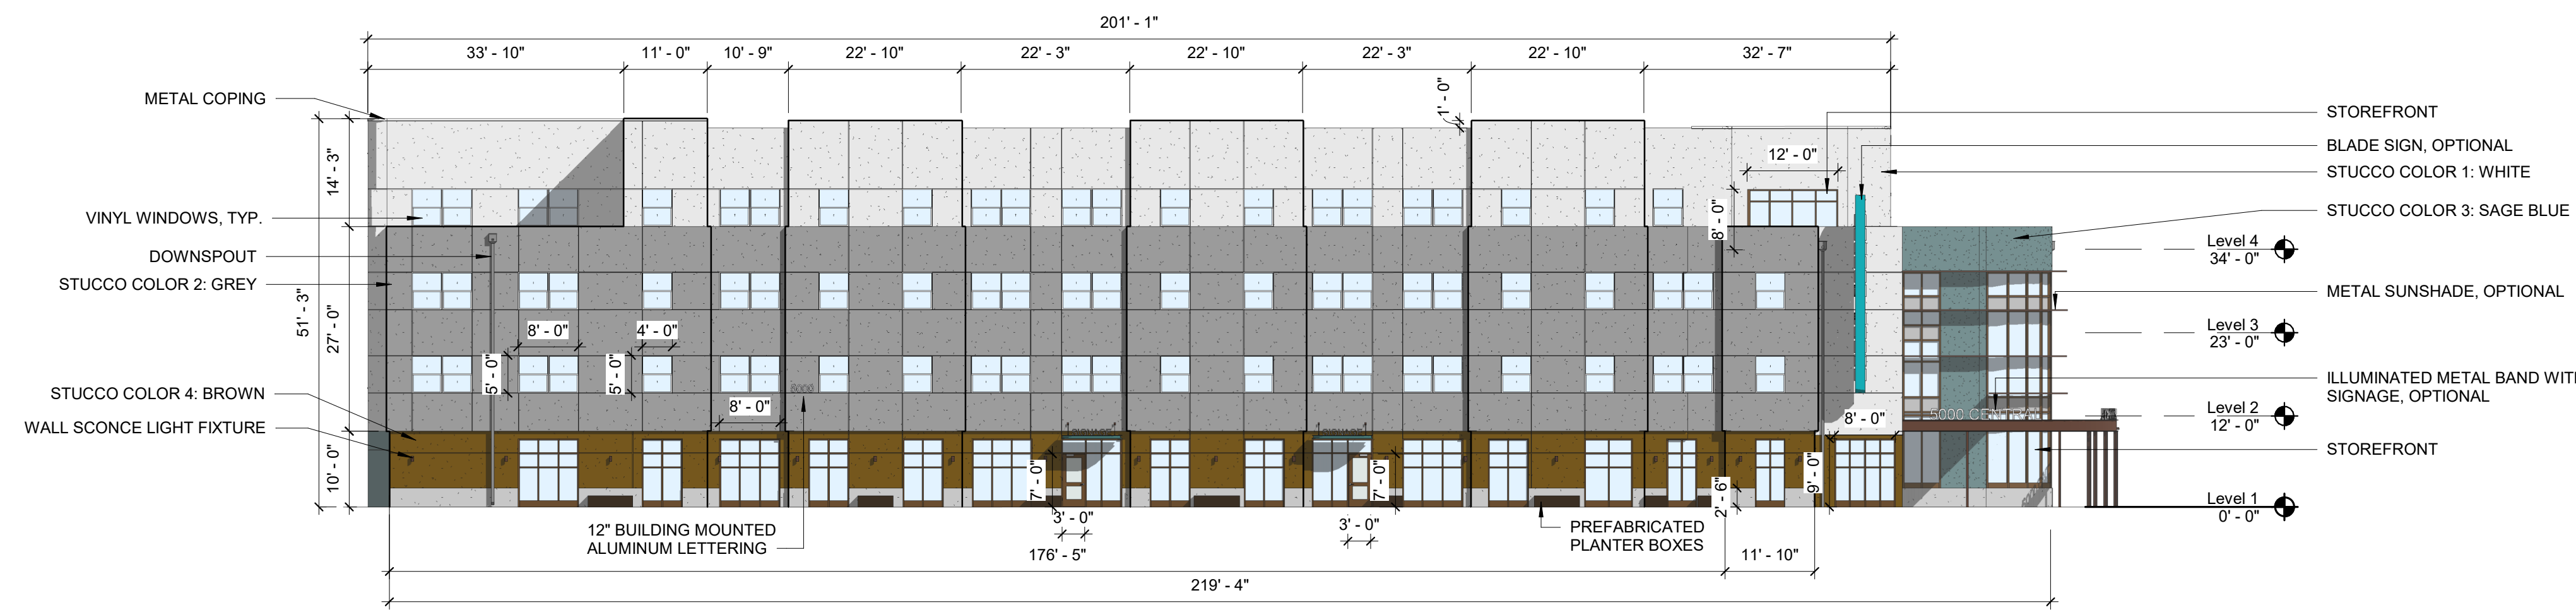 201' - 1"
33' - 10"
11' - 0"
10' - 9"
22' - 10"
22' - 3"
22' - 10"
22' - 3"
22' - 10"
32' - 7"
1' - 0"
METAL COPING
VINYL WINDOWS, TYP.
DOWNSPOUT
STUCCO COLOR 2: GREY
STUCCO COLOR 4: BROWN
WALL SCONCE LIGHT FIXTURE
51' - 3"
14' - 3"
27' - 0"
10' - 0"
8' - 0"
4' - 0"
5' - 0"
5' - 0"
8' - 0"
5000
SIGNAGE
SIGNAGE
7' - 0"
7' - 0"
3' - 0"
3' - 0"
12' - 0"
8' - 0"
8' - 0"
9' - 0"
2' - 6"
5000 CENTRAL
12" BUILDING MOUNTED
ALUMINUM LETTERING
PREFABRICATED
PLANTER BOXES
176' - 5"
11' - 10"
219' - 4"
STOREFRONT
BLADE SIGN, OPTIONAL
STUCCO COLOR 1: WHITE
STUCCO COLOR 3: SAGE BLUE
Level 4
34' - 0"
METAL SUNSHADE, OPTIONAL
Level 3
23' - 0"
ILLUMINATED METAL BAND WIT
SIGNAGE, OPTIONAL
Level 2
12' - 0"
STOREFRONT
Level 1
0' - 0"